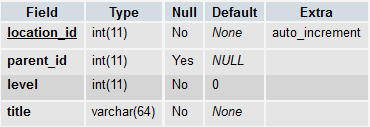 Field Type Null Default Extra
location_id int(11) No None auto_increment
parent_id int(11) Yes NULL
level int(11) No 0
title varchar(64) No None